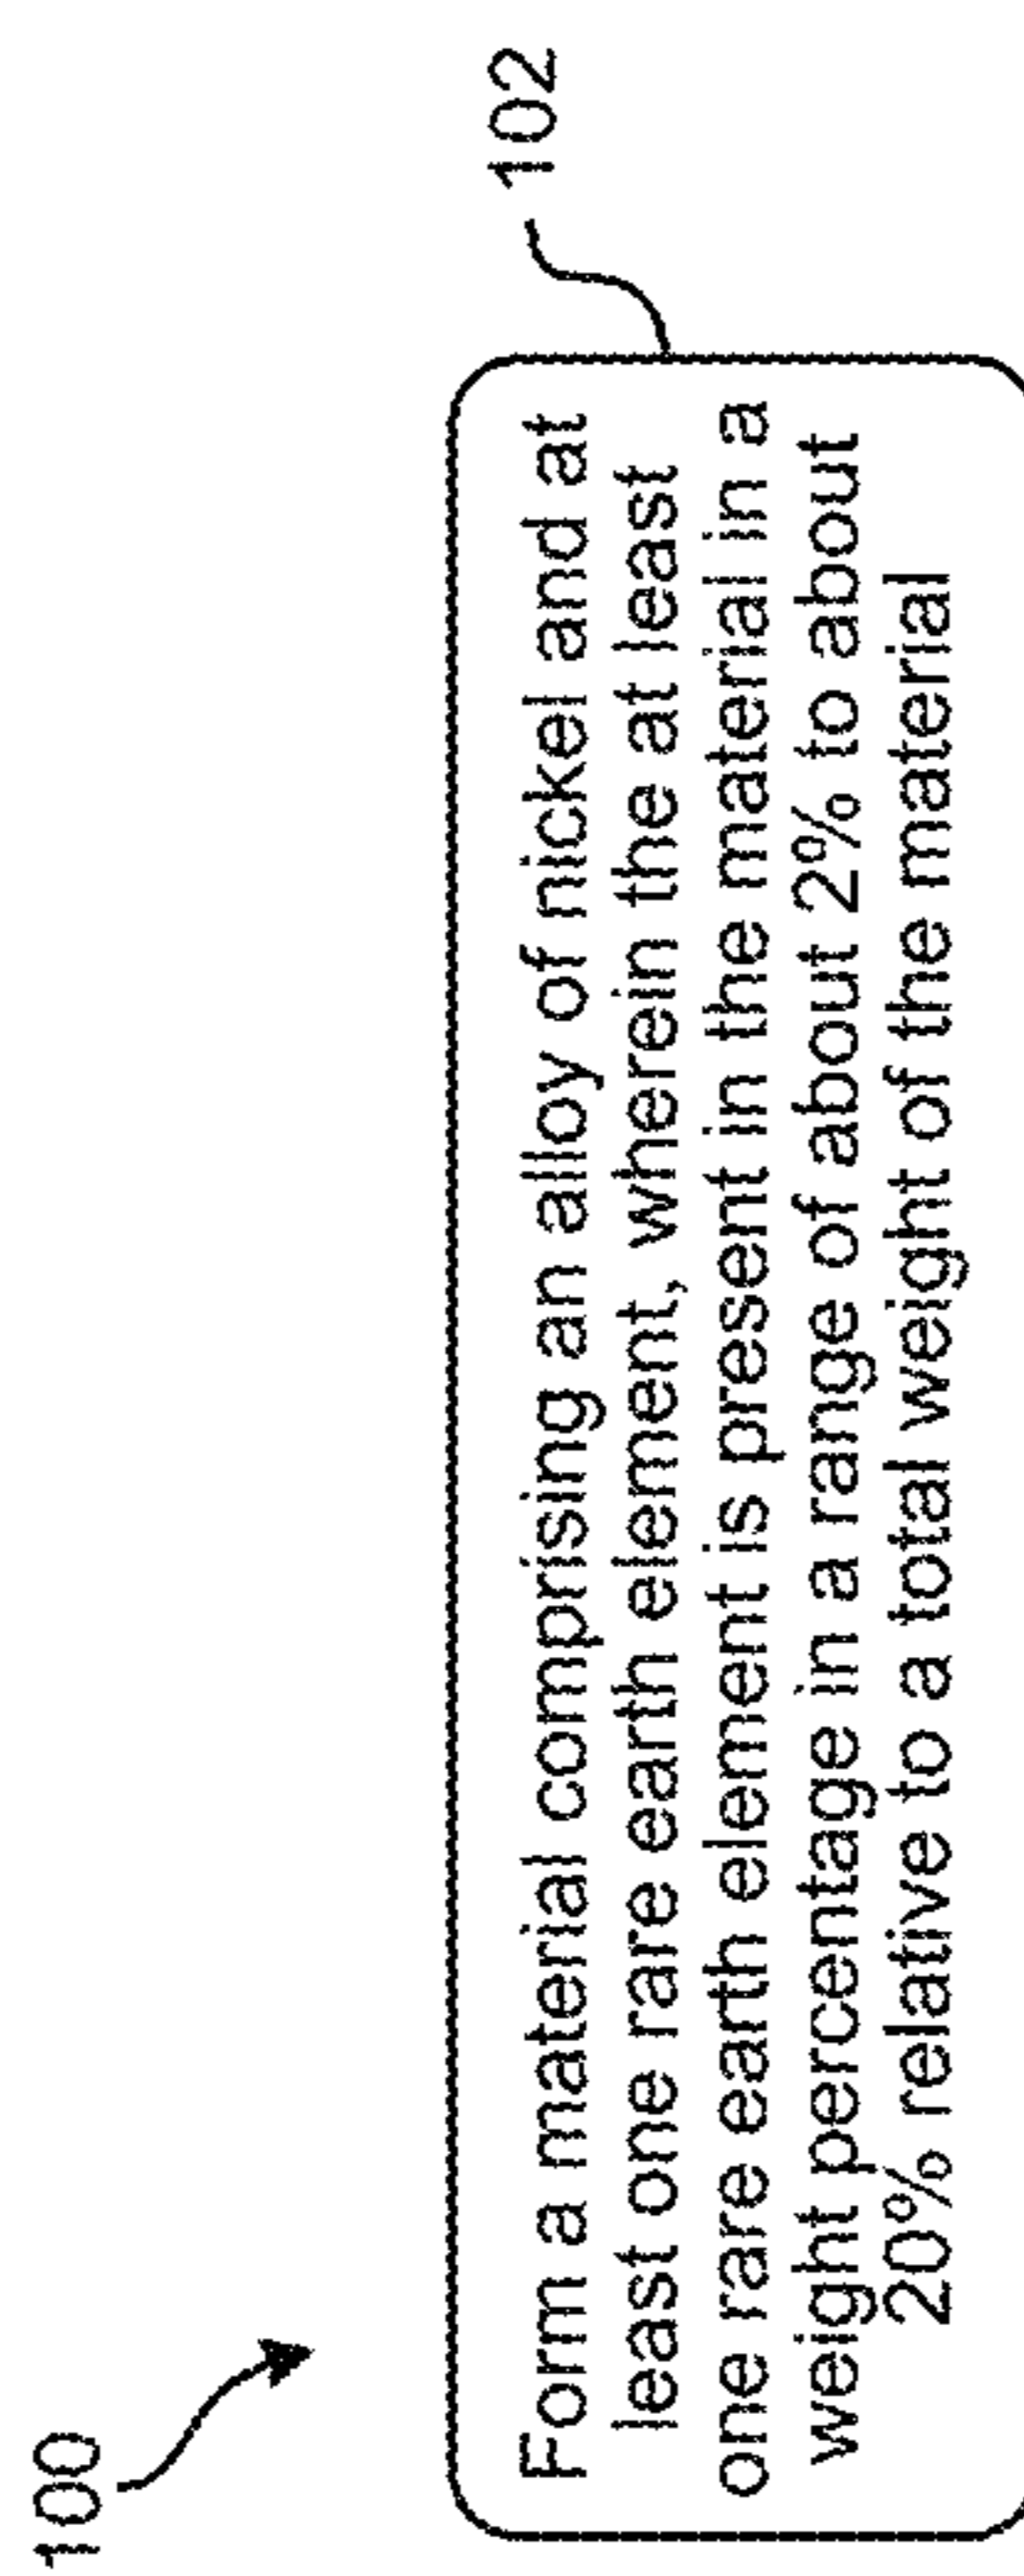 100
102
Form a material comprising an alloy of nickel and at
least one rare earth element, wherein the at least
one rare earth element is present in the material in a
weight percentage in a range of about 2% to about
20% relative to a total weight of the material